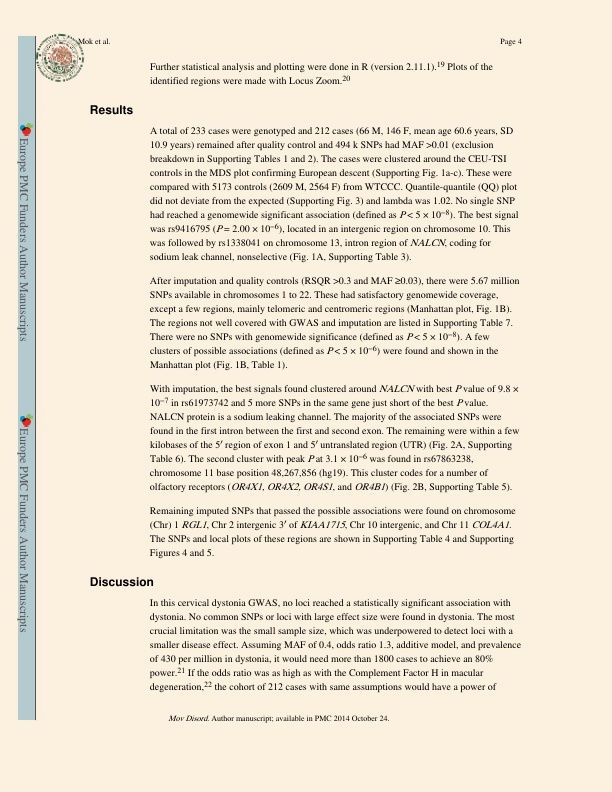 Mok et al.
Page 4
Further statistical analysis and plotting were done in R (version 2.11.1).19 Plots of the
identified regions were made with Locus Zoom.20
Results
A total of 233 cases were genotyped and 212 cases (66 M, 146 F, mean age 60.6 years, SD
10.9 years) remained after quality control and 494 k SNPs had MAF >0.01 (exclusion
breakdown in Supporting Tables 1 and 2). The cases were clustered around the CEU-TSI
controls in the MDS plot confirming European descent (Supporting Fig. 1a-c). These were
compared with 5173 controls (2609 M, 2564 F) from WTCCC. Quantile-quantile (QQ) plot
did not deviate from the expected (Supporting Fig. 3) and lambda was 1.02. No single SNP
had reached a genomewide significant association (defined as P < 5 × 10−8). The best signal
was rs9416795 (P = 2.00 × 10−6), located in an intergenic region on chromosome 10. This
was followed by rs1338041 on chromosome 13, intron region of NALCN, coding for
sodium leak channel, nonselective (Fig. 1A, Supporting Table 3).
After imputation and quality controls (RSQR >0.3 and MAF ≥0.03), there were 5.67 million
SNPs available in chromosomes 1 to 22. These had satisfactory genomewide coverage,
except a few regions, mainly telomeric and centromeric regions (Manhattan plot, Fig. 1B).
The regions not well covered with GWAS and imputation are listed in Supporting Table 7.
There were no SNPs with genomewide significance (defined as P < 5 × 10−8). A few
clusters of possible associations (defined as P < 5 × 10−6) were found and shown in the
Manhattan plot (Fig. 1B, Table 1).
With imputation, the best signals found clustered around NALCN with best P value of 9.8 ×
10−7 in rs61973742 and 5 more SNPs in the same gene just short of the best P value.
NALCN protein is a sodium leaking channel. The majority of the associated SNPs were
found in the first intron between the first and second exon. The remaining were within a few
kilobases of the 5′ region of exon 1 and 5′ untranslated region (UTR) (Fig. 2A, Supporting
Table 6). The second cluster with peak P at 3.1 × 10−6 was found in rs67863238,
chromosome 11 base position 48,267,856 (hg19). This cluster codes for a number of
olfactory receptors (OR4X1, OR4X2, OR4S1, and OR4B1) (Fig. 2B, Supporting Table 5).
Remaining imputed SNPs that passed the possible associations were found on chromosome
(Chr) 1 RGL1, Chr 2 intergenic 3′ of KIAA1715, Chr 10 intergenic, and Chr 11 COL4A1.
The SNPs and local plots of these regions are shown in Supporting Table 4 and Supporting
Figures 4 and 5.
Discussion
In this cervical dystonia GWAS, no loci reached a statistically significant association with
dystonia. No common SNPs or loci with large effect size were found in dystonia. The most
crucial limitation was the small sample size, which was underpowered to detect loci with a
smaller disease effect. Assuming MAF of 0.4, odds ratio 1.3, additive model, and prevalence
of 430 per million in dystonia, it would need more than 1800 cases to achieve an 80%
power.21 If the odds ratio was as high as with the Complement Factor H in macular
degeneration,22 the cohort of 212 cases with same assumptions would have a power of
Mov Disord. Author manuscript; available in PMC 2014 October 24.
Europe PMC Funders Author Manuscripts
Europe PMC Funders Author Manuscripts